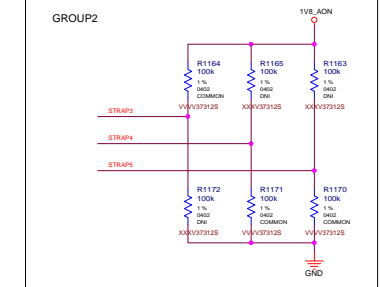 GROUP2
1V8_AON
R1164
100k
1 %
0402
COMMON
VVVV37312S
R1165
100k
1 %
0402
DNI
XXXV37312S
R1163
100k
1 %
0402
DNI
XXXV37312S
STRAP3
STRAP4
STRAP5
R1172
100k
1 %
0402
DNI
XXXV37312S
R1171
100k
1 %
0402
COMMON
VVVV37312S
R1170
100k
1 %
0402
COMMON
VVVV37312S
GND